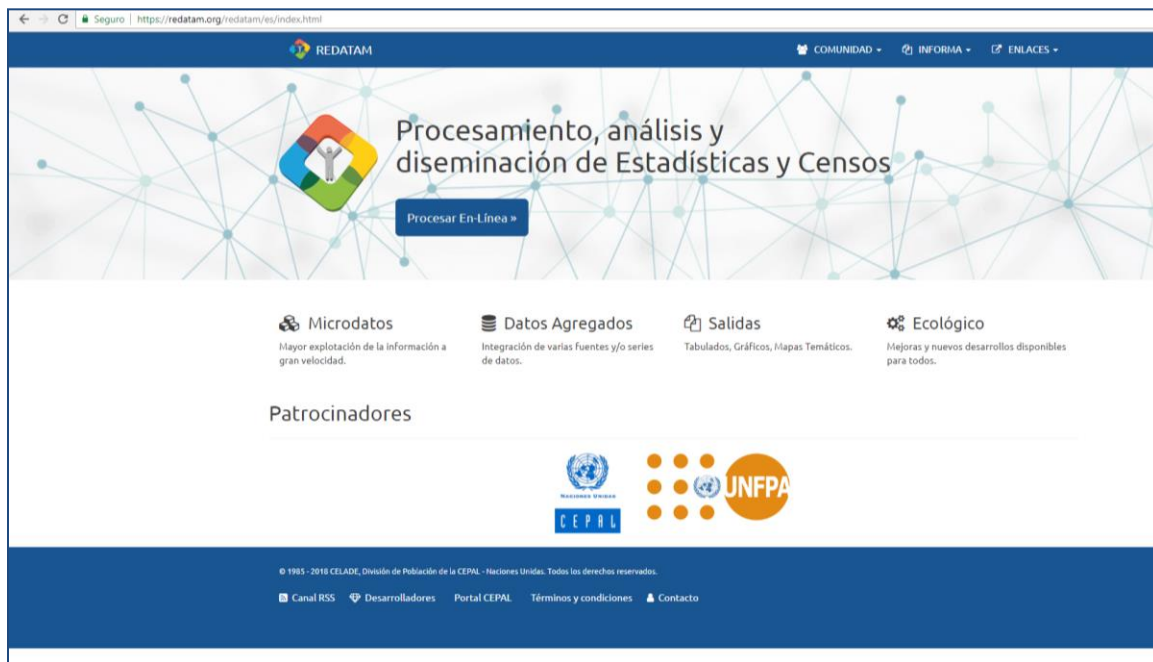 Seguro | https://redatam.org/redatam/es/index.html
REDATAM
COMUNIDAD
INFORMA
ENLACES
Procesamiento, análisis y
diseminación de Estadísticas y Censos
Procesar En-Línea »
Microdatos
Mayor explotación de la información a
gran velocidad.
Datos Agregados
Integración de varias fuentes y/o series
de datos.
Salidas
Tabulados, Gráficos, Mapas Temáticos.
Ecológico
Mejoras y nuevos desarrollos disponibles
para todos.
Patrocinadores
NACIONES UNIDAS
CEPAL
UNFPA
© 1985 - 2018 CELADE, División de Población de la CEPAL - Naciones Unidas. Todos los derechos reservados.
Canal RSS Desarrolladores Portal CEPAL Términos y condiciones Contacto